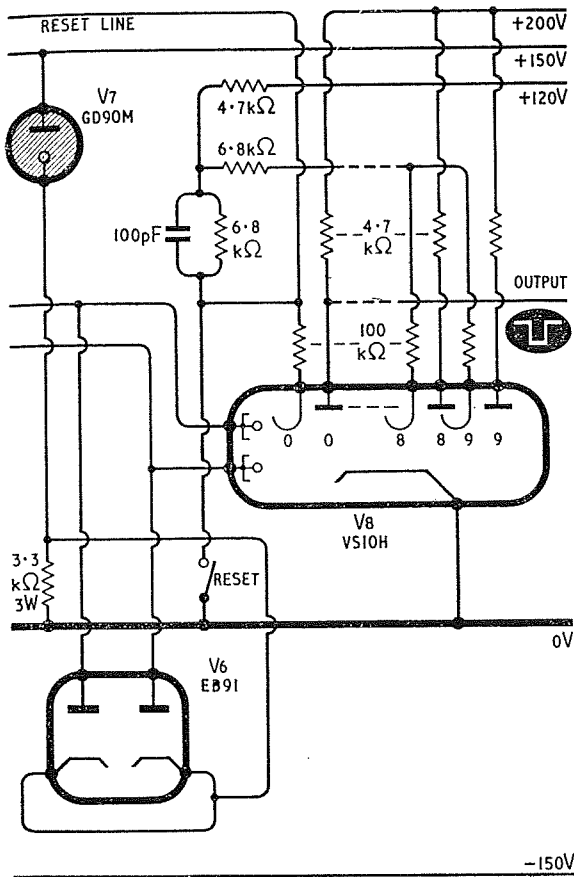 RESET LINE
+200V
+150V
V7
GD90M
+120V
4·7kΩ
6·8kΩ
100pF
6·8
kΩ
4·7
kΩ
OUTPUT
100
kΩ
0 0 8 8 9 9
V8
VS10H
3·3
kΩ
3W
RESET
0V
V6
EB91
-150V